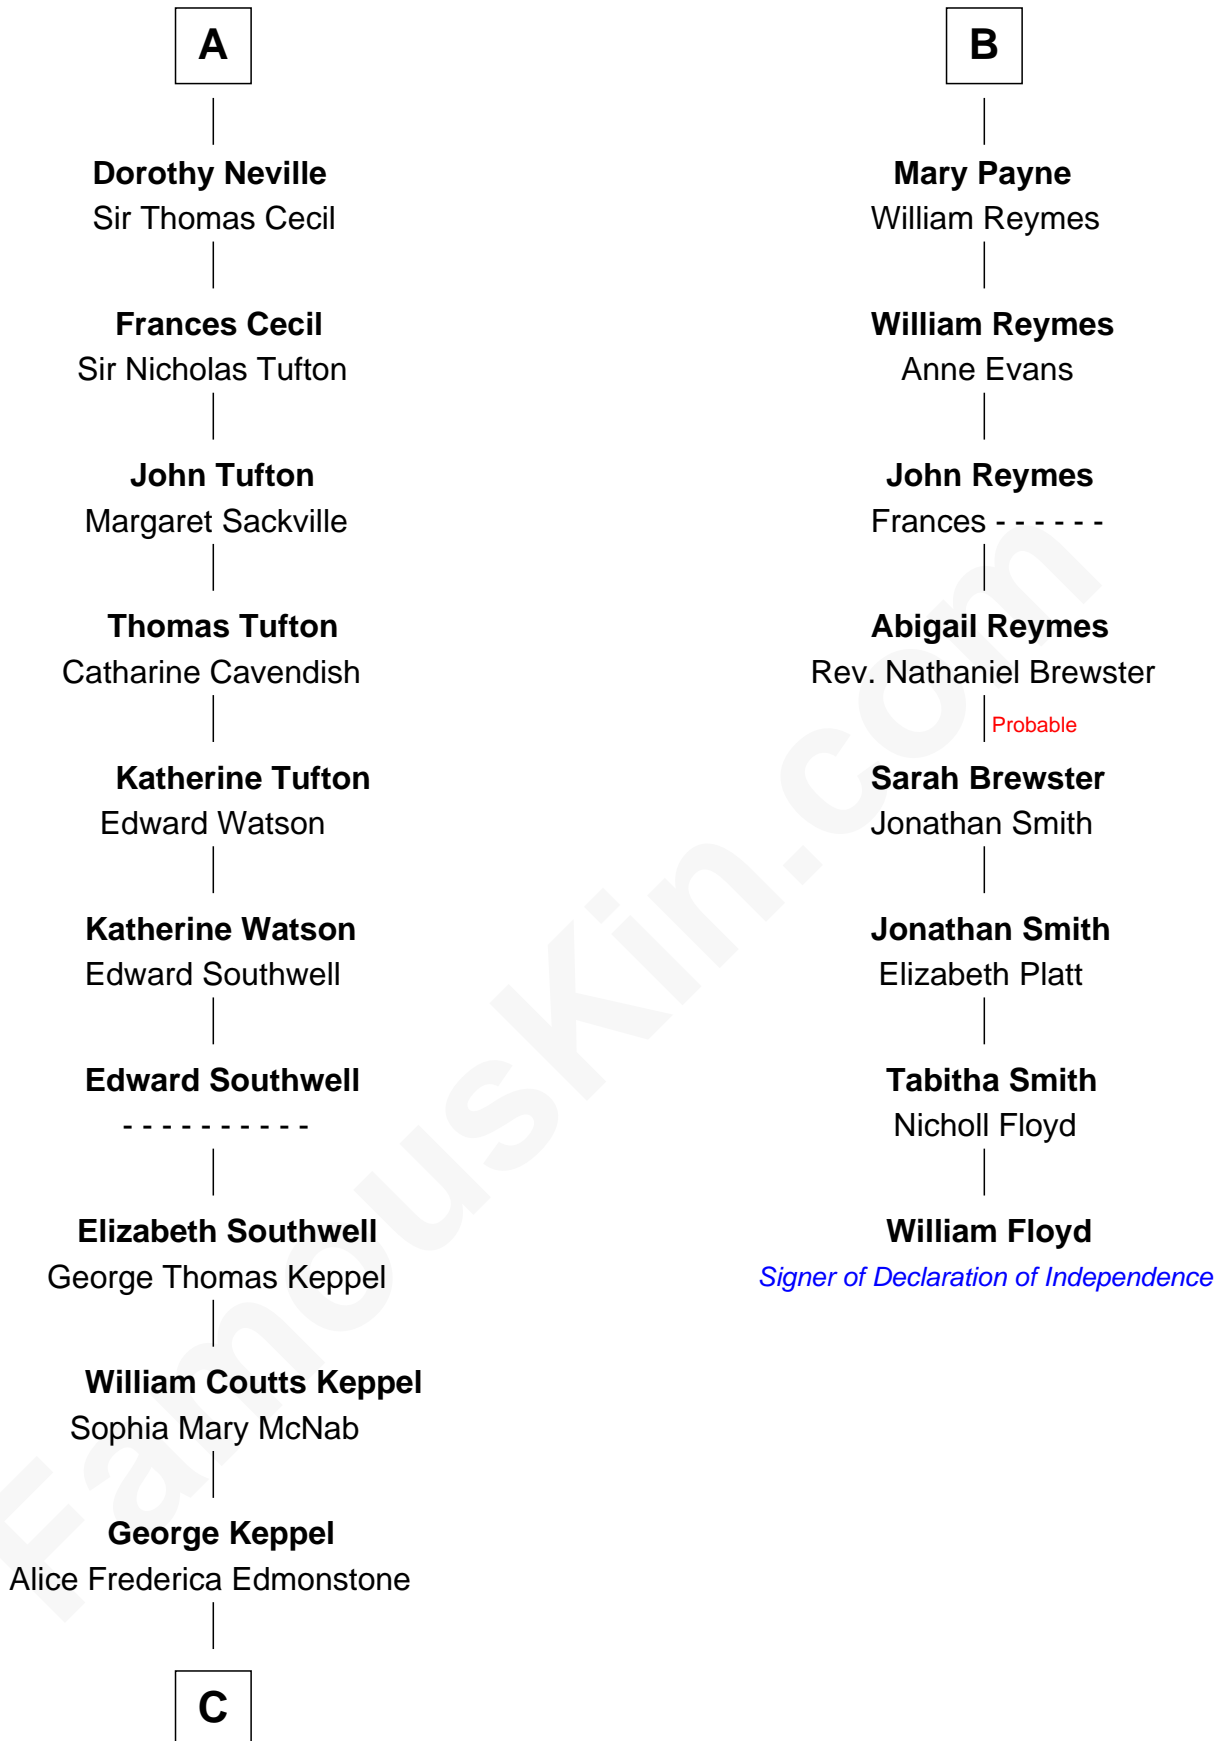 A
Dorothy Neville
Sir Thomas Cecil
Frances Cecil
Sir Nicholas Tufton
John Tufton
Margaret Sackville
Thomas Tufton
Catharine Cavendish
Katherine Tufton
Edward Watson
Katherine Watson
Edward Southwell
Edward Southwell
- - - - - - - - - -
Elizabeth Southwell
George Thomas Keppel
William Coutts Keppel
Sophia Mary McNab
George Keppel
Alice Frederica Edmonstone
C
B
Mary Payne
William Reymes
William Reymes
Anne Evans
John Reymes
Frances - - - - - -
Abigail Reymes
Rev. Nathaniel Brewster
Probable
Sarah Brewster
Jonathan Smith
Jonathan Smith
Elizabeth Platt
Tabitha Smith
Nicholl Floyd
William Floyd
Signer of Declaration of Independence
FamousKin.com